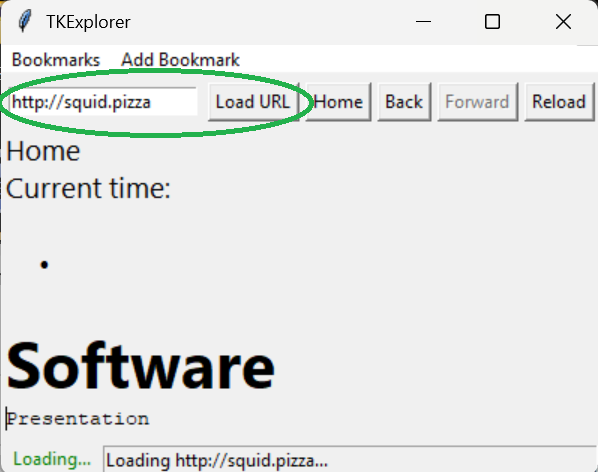 TKExplorer
Bookmarks Add Bookmark
http://squid.pizza Load URL Home Back Forward Reload
Home
Current time:
•
Software
Presentation
Loading... Loading http://squid.pizza...